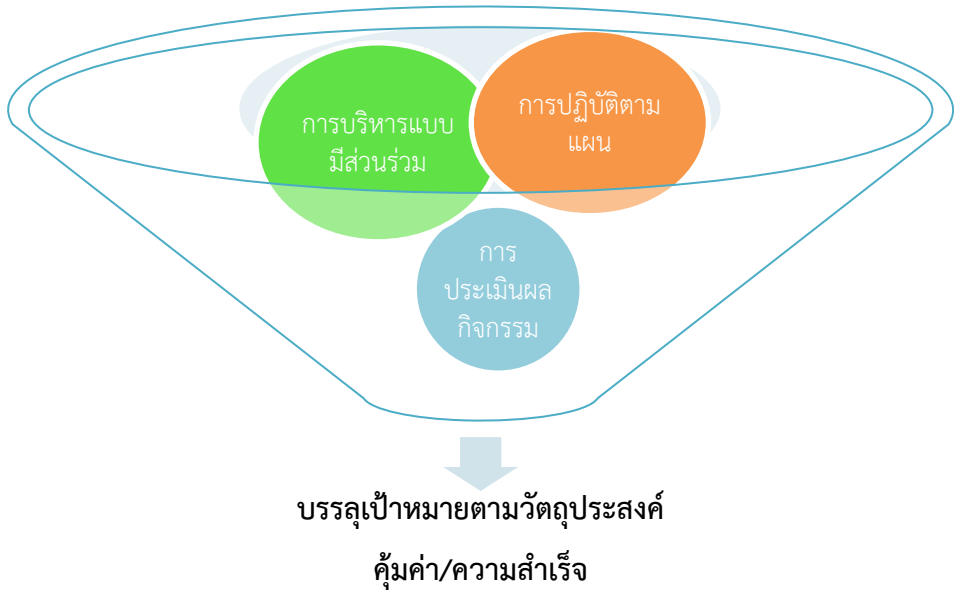 การบริหารแบบ
มีส่วนร่วม
การปฏิบัติตาม
แผน
การ
ประเมินผล
กิจกรรม
บรรลุเป้าหมายตามวัตถุประสงค์
คุ้มค่า/ความสำเร็จ